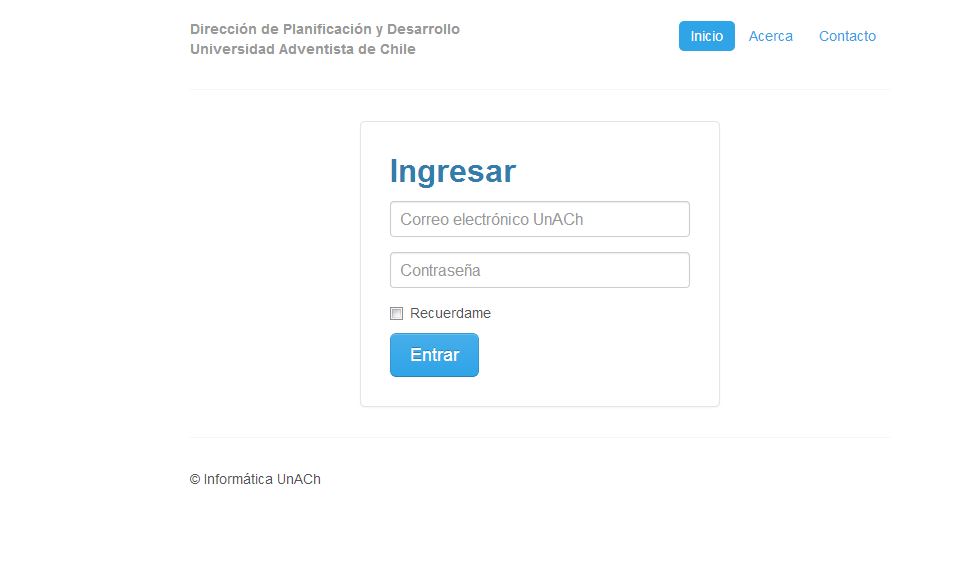 Dirección de Planificación y Desarrollo
Universidad Adventista de Chile
Inicio Acerca Contacto
Ingresar
Correo electrónico UnACh
Contraseña
Recuerdame
Entrar
© Informática UnACh